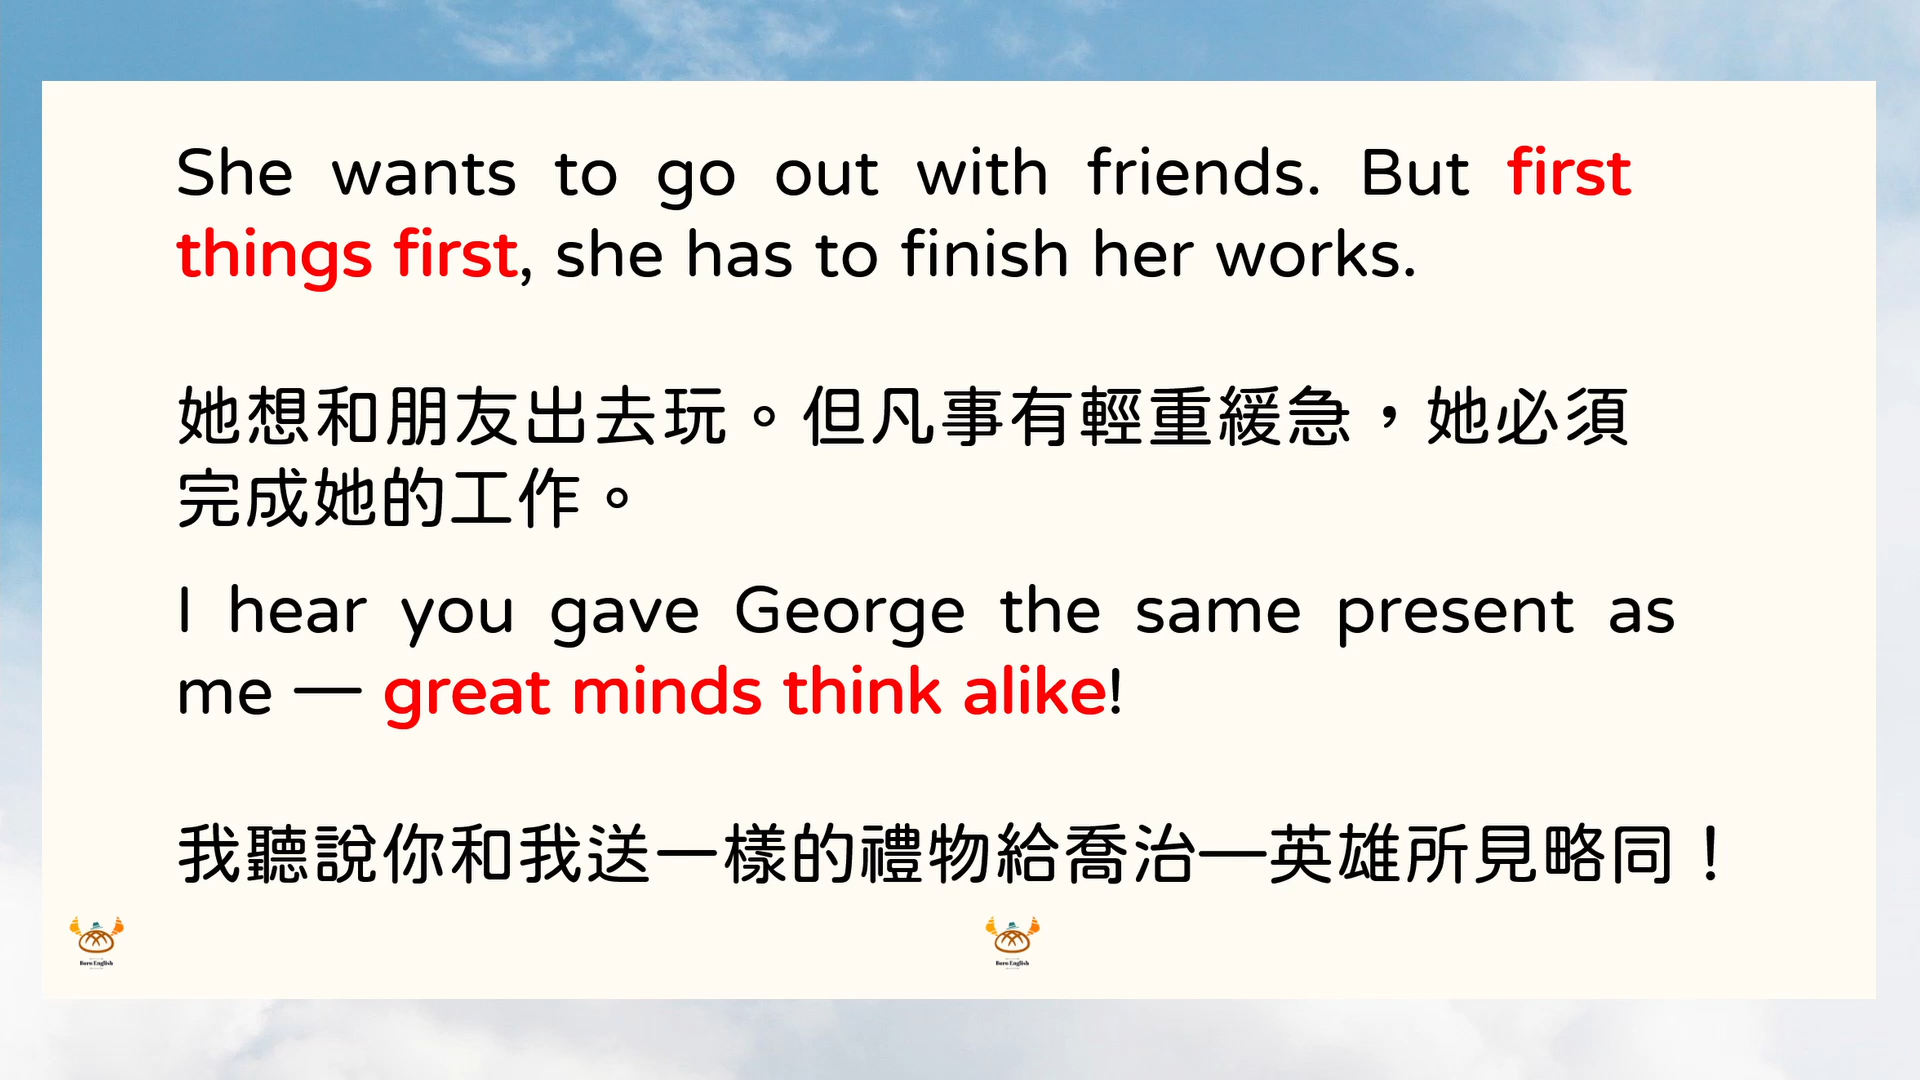 She wants to go out with friends. But first
things first, she has to finish her works.
她想和朋友出去玩。但凡事有輕重緩急，她必須
完成她的工作。
I hear you gave George the same present as
me — great minds think alike!
我聽說你和我送一樣的禮物給喬治—英雄所見略同！
Buro English
Buro English